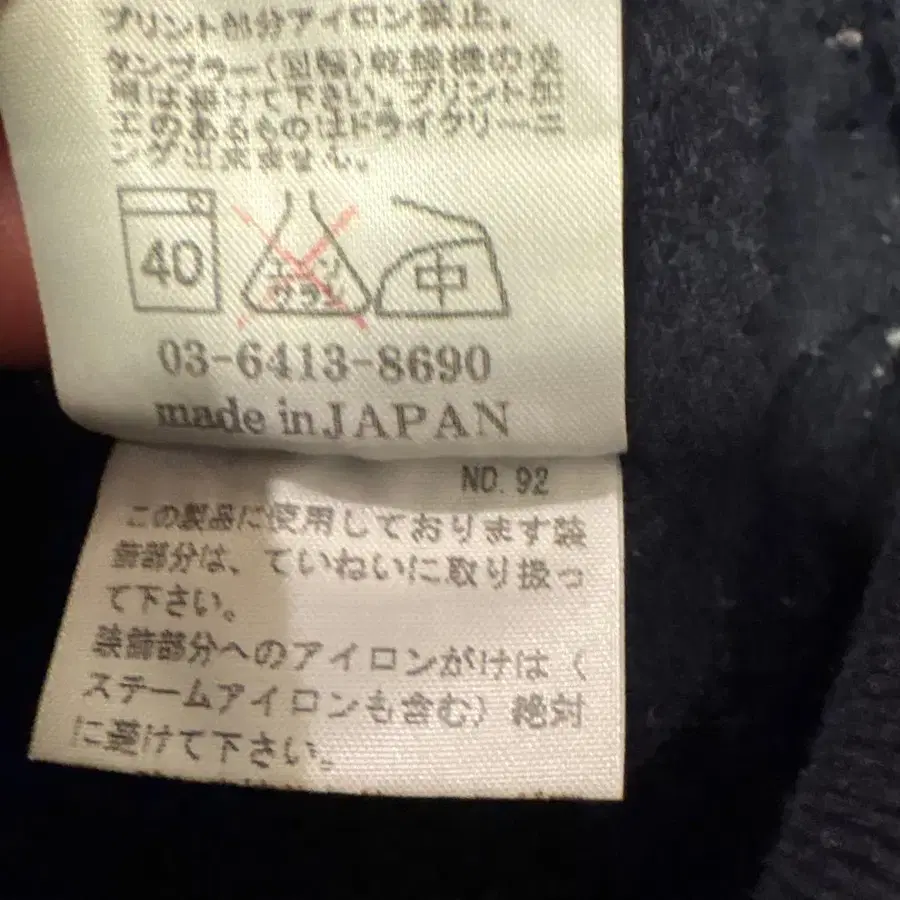 プリント部分アイロン禁止.
タンブラー(回転)乾燥機の使
用は避けて下さい.プリント加
工のあるものはドライクリーニ
ング出来ません.
40
エンソ
サラシ
中
03-6413-8690
made in JAPAN
NO.92
この製品に使用しております装
飾部分は、ていねいに取り扱っ
て下さい。
装飾部分へのアイロンがけは(
スチームアイロンも含む)絶対
に避けて下さい。